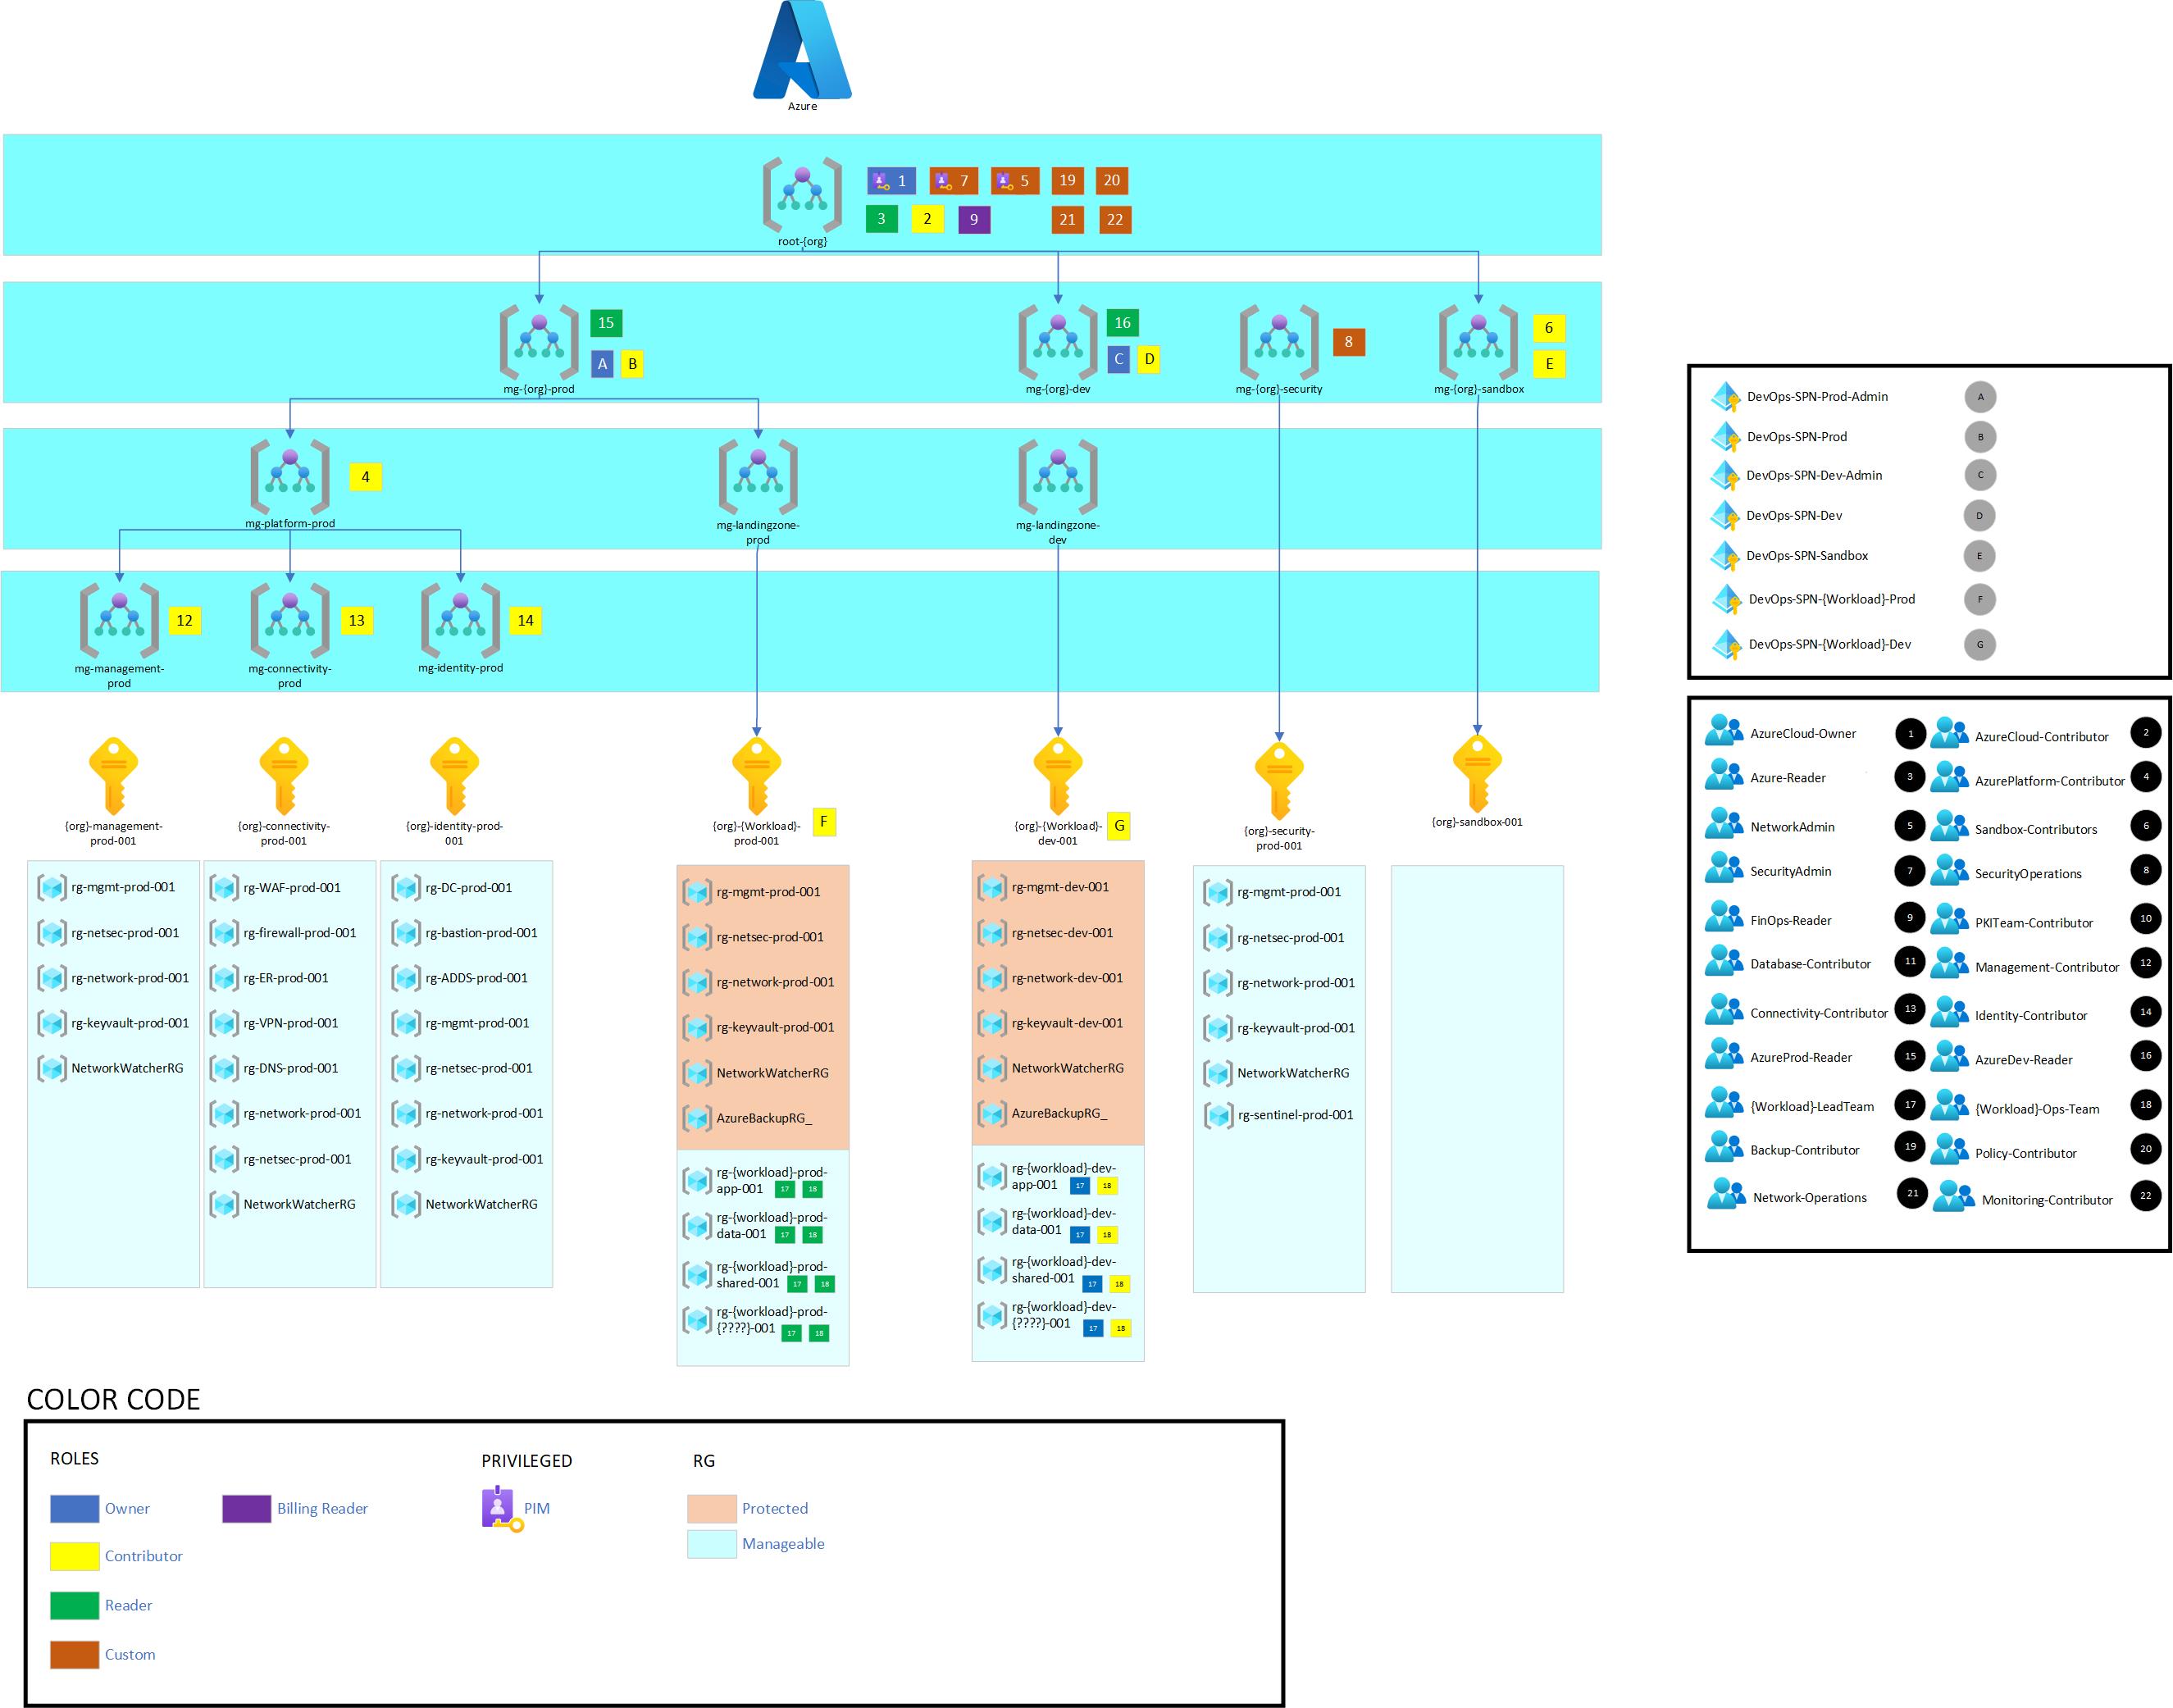 Azure
1 7 5 19 20
3 2 9 21 22
root-{org}
15
A B
mg-{org}-prod
16
C D
mg-{org}-dev
8
mg-{org}-security
6
E
mg-{org}-sandbox
4
mg-platform-prod
mg-landingzone-
prod
mg-landingzone-
dev
12
mg-management-
prod
13
mg-connectivity-
prod
14
mg-identity-prod
{org}-management-
prod-001
{org}-connectivity-
prod-001
{org}-identity-prod-
001
{org}-{Workload}-
prod-001
F
{org}-{Workload}-
dev-001
G
{org}-security-
prod-001
{org}-sandbox-001
rg-mgmt-prod-001
rg-netsec-prod-001
rg-network-prod-001
rg-keyvault-prod-001
NetworkWatcherRG
rg-WAF-prod-001
rg-firewall-prod-001
rg-ER-prod-001
rg-VPN-prod-001
rg-DNS-prod-001
rg-network-prod-001
rg-netsec-prod-001
NetworkWatcherRG
rg-DC-prod-001
rg-bastion-prod-001
rg-ADDS-prod-001
rg-mgmt-prod-001
rg-netsec-prod-001
rg-network-prod-001
rg-keyvault-prod-001
NetworkWatcherRG
rg-mgmt-prod-001
rg-netsec-prod-001
rg-network-prod-001
rg-keyvault-prod-001
NetworkWatcherRG
AzureBackupRG_
rg-{workload}-prod-
app-001 17 18
rg-{workload}-prod-
data-001 17 18
rg-{workload}-prod-
shared-001 17 18
rg-{workload}-prod-
{????}-001 17 18
rg-mgmt-dev-001
rg-netsec-dev-001
rg-network-dev-001
rg-keyvault-dev-001
NetworkWatcherRG
AzureBackupRG_
rg-{workload}-dev-
app-001 17 18
rg-{workload}-dev-
data-001 17 18
rg-{workload}-dev-
shared-001 17 18
rg-{workload}-dev-
{????}-001 17 18
rg-mgmt-prod-001
rg-netsec-prod-001
rg-network-prod-001
rg-keyvault-prod-001
NetworkWatcherRG
rg-sentinel-prod-001
DevOps-SPN-Prod-Admin A
DevOps-SPN-Prod B
DevOps-SPN-Dev-Admin C
DevOps-SPN-Dev D
DevOps-SPN-Sandbox E
DevOps-SPN-{Workload}-Prod F
DevOps-SPN-{Workload}-Dev G
AzureCloud-Owner 1 AzureCloud-Contributor 2
Azure-Reader 3 AzurePlatform-Contributor 4
NetworkAdmin 5 Sandbox-Contributors 6
SecurityAdmin 7 SecurityOperations 8
FinOps-Reader 9 PKITeam-Contributor 10
Database-Contributor 11 Management-Contributor 12
Connectivity-Contributor 13 Identity-Contributor 14
AzureProd-Reader 15 AzureDev-Reader 16
{Workload}-LeadTeam 17 {Workload}-Ops-Team 18
Backup-Contributor 19 Policy-Contributor 20
Network-Operations 21 Monitoring-Contributor 22
COLOR CODE
ROLES
Owner
Billing Reader
Contributor
Reader
Custom
PRIVILEGED
PIM
RG
Protected
Manageable